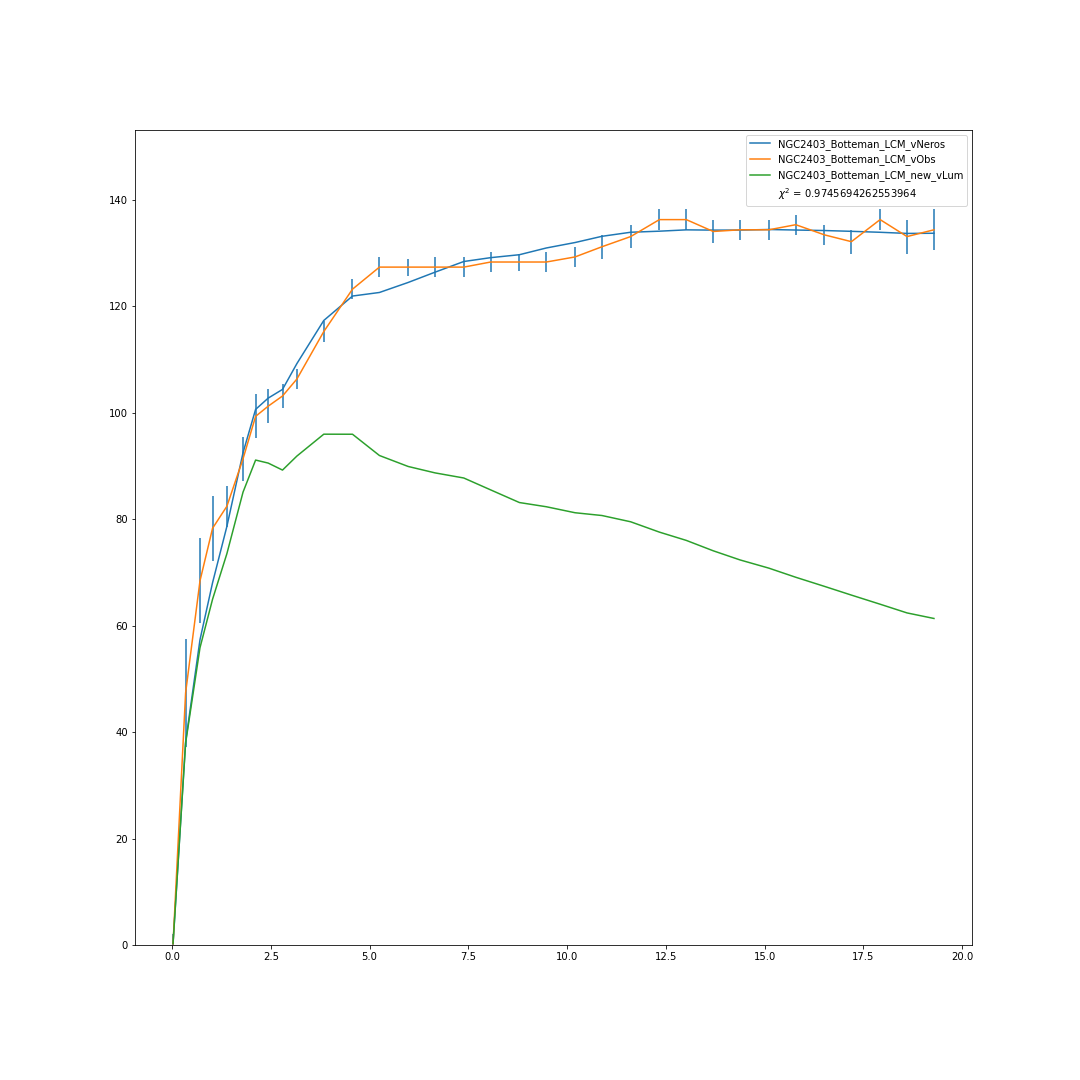 NGC2403_Botteman_LCM_vNeros
NGC2403_Botteman_LCM_vObs
NGC2403_Botteman_LCM_new_vLum
χ² = 0.9745694262553964
140
120
100
80
60
40
20
0
0.0 2.5 5.0 7.5 10.0 12.5 15.0 17.5 20.0